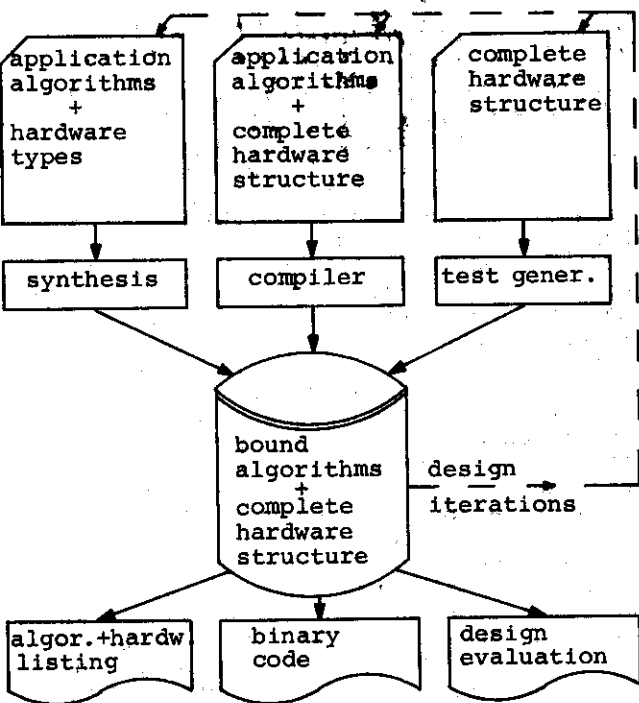 application
algorithms
+
hardware
types
application
algorithms
+
complete
hardware
structure
complete
hardware
structure
synthesis
compiler
test gener.
bound
algorithms
+
complete
hardware
structure
design
iterations
algor.+hardw
listing
binary
code
design
evaluation